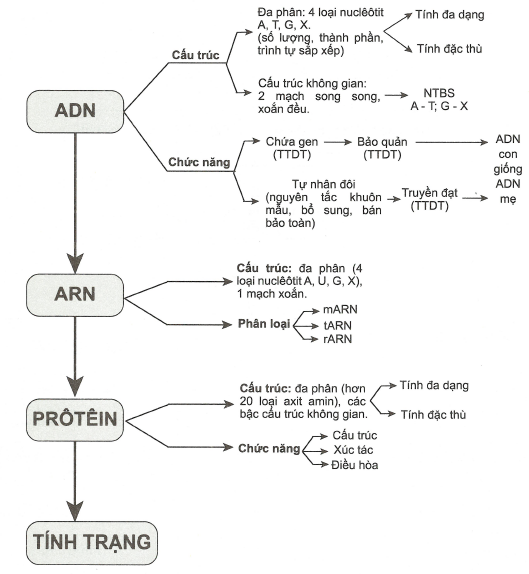 Đa phân: 4 loại nuclêôtit
A, T, G, X.
(số lượng, thành phần,
trình tự sắp xếp)
Tính đa dạng
Tính đặc thù
Cấu trúc
Cấu trúc không gian:
2 mạch song song,
xoắn đều.
NTBS
A - T; G - X
ADN
Chức năng
Chứa gen
(TTDT)
Bảo quản
(TTDT)
ADN
con
giống
ADN
mẹ
Tự nhân đôi
(nguyên tắc khuôn
mẫu, bổ sung, bán
bảo toàn)
Truyền đạt
(TTDT)
ARN
Cấu trúc: đa phân (4
loại nuclêôtit A, U, G, X),
1 mạch xoắn.
Phân loại
mARN
tARN
rARN
PRÔTÊIN
Cấu trúc: đa phân (hơn
20 loại axit amin), các
bậc cấu trúc không gian.
Tính đa dạng
Tính đặc thù
Chức năng
Cấu trúc
Xúc tác
Điều hòa
TÍNH TRẠNG